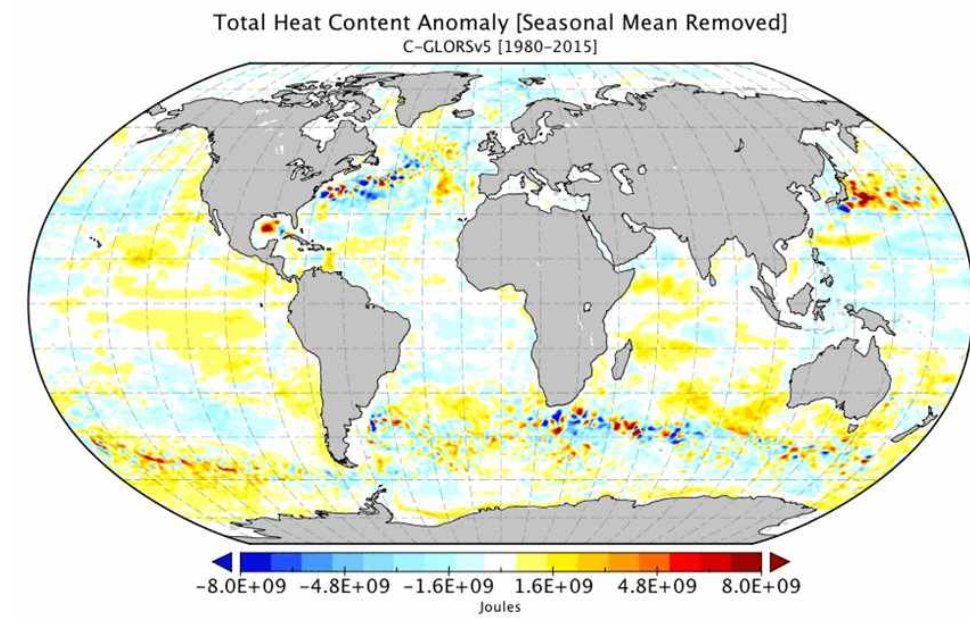 Total Heat Content Anomaly [Seasonal Mean Removed]
C-GLORSv5 [1980-2015]
-8.0E+09 -4.8E+09 -1.6E+09 1.6E+09 4.8E+09 8.0E+09
Joules